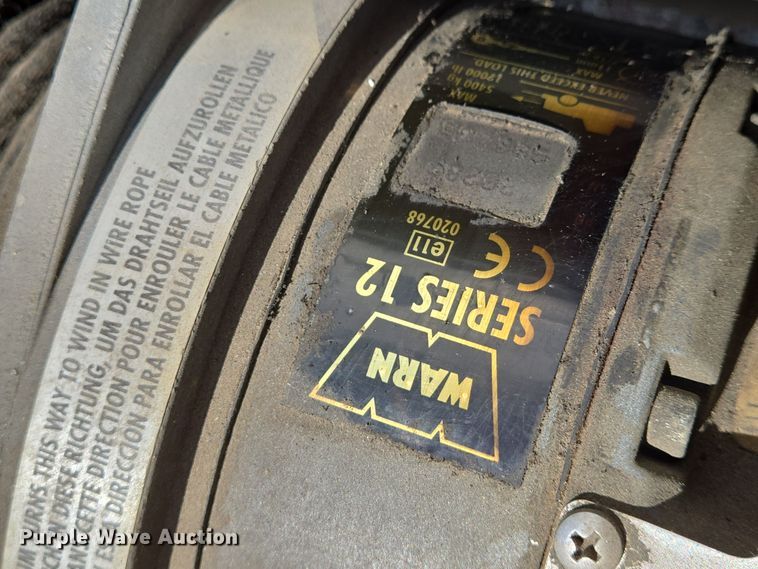 WARN
SERIES 12
CE
e11
020768
MAX
5400 kg
12000 lb
NEVER EXCEED THIS LOAD
MAX
TURNS THIS WAY TO WIND IN WIRE ROPE
DIESE RICHTUNG, UM DAS DRAHTSEIL AUFZUROLLEN
CETTE DIRECTION POUR ENROULER LE CABLE METALLIQUE
DIRECCION PARA ENROLLAR EL CABLE METALICO
Purple Wave Auction